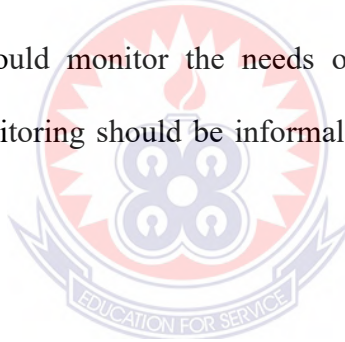 ould monitor the needs o
itoring should be informal
EDUCATION FOR SERVICE